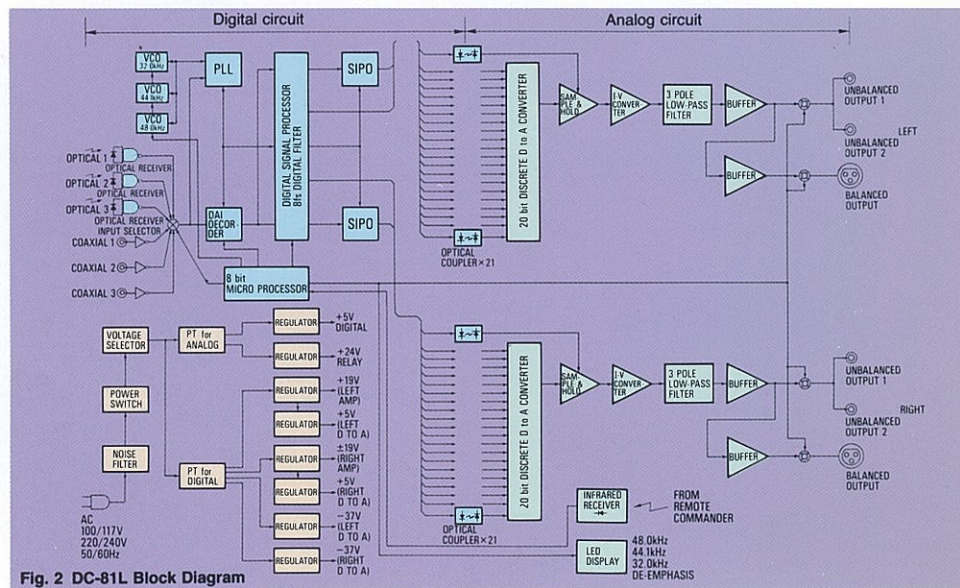 Digital circuit
Analog circuit
VCO
32.0kHz
VCO
44.1kHz
VCO
48.0kHz
PLL
DIGITAL SIGNAL PROCESSOR
8fs DIGITAL FILTER
SIPO
SIPO
OPTICAL 1
OPTICAL RECEIVER
OPTICAL 2
OPTICAL RECEIVER
OPTICAL 3
OPTICAL RECEIVER
INPUT SELECTOR
COAXIAL 1
COAXIAL 2
COAXIAL 3
DAI
DECOR-
DER
8 bit
MICRO PROCESSOR
OPTICAL
COUPLER×21
20 bit DISCRETE D to A CONVERTER
SAM-
PLE &
HOLD
I-V
CONVER-
TER
3 POLE
LOW-PASS
FILTER
BUFFER
BUFFER
UNBALANCED
OUTPUT 1
LEFT
UNBALANCED
OUTPUT 2
BALANCED
OUTPUT
VOLTAGE
SELECTOR
POWER
SWITCH
NOISE
FILTER
AC
100/117V
220/240V
50/60Hz
PT for
ANALOG
PT for
DIGITAL
REGULATOR
+5V
DIGITAL
REGULATOR
+24V
RELAY
REGULATOR
+19V
(LEFT
AMP)
REGULATOR
+5V
(LEFT
D TO A)
REGULATOR
±19V
(RIGHT
AMP)
REGULATOR
+5V
(RIGHT
D TO A)
REGULATOR
−37V
(LEFT
D TO A)
REGULATOR
−37V
(RIGHT
D TO A)
OPTICAL
COUPLER×21
20 bit DISCRETE D to A CONVERTER
SAM-
PLE &
HOLD
I-V
CONVER-
TER
3 POLE
LOW-PASS
FILTER
BUFFER
BUFFER
UNBALANCED
OUTPUT 1
RIGHT
UNBALANCED
OUTPUT 2
BALANCED
OUTPUT
INFRARED
RECEIVER
FROM
REMOTE
COMMANDER
LED
DISPLAY
48.0kHz
44.1kHz
32.0kHz
DE-EMPHASIS
Fig. 2 DC-81L Block Diagram